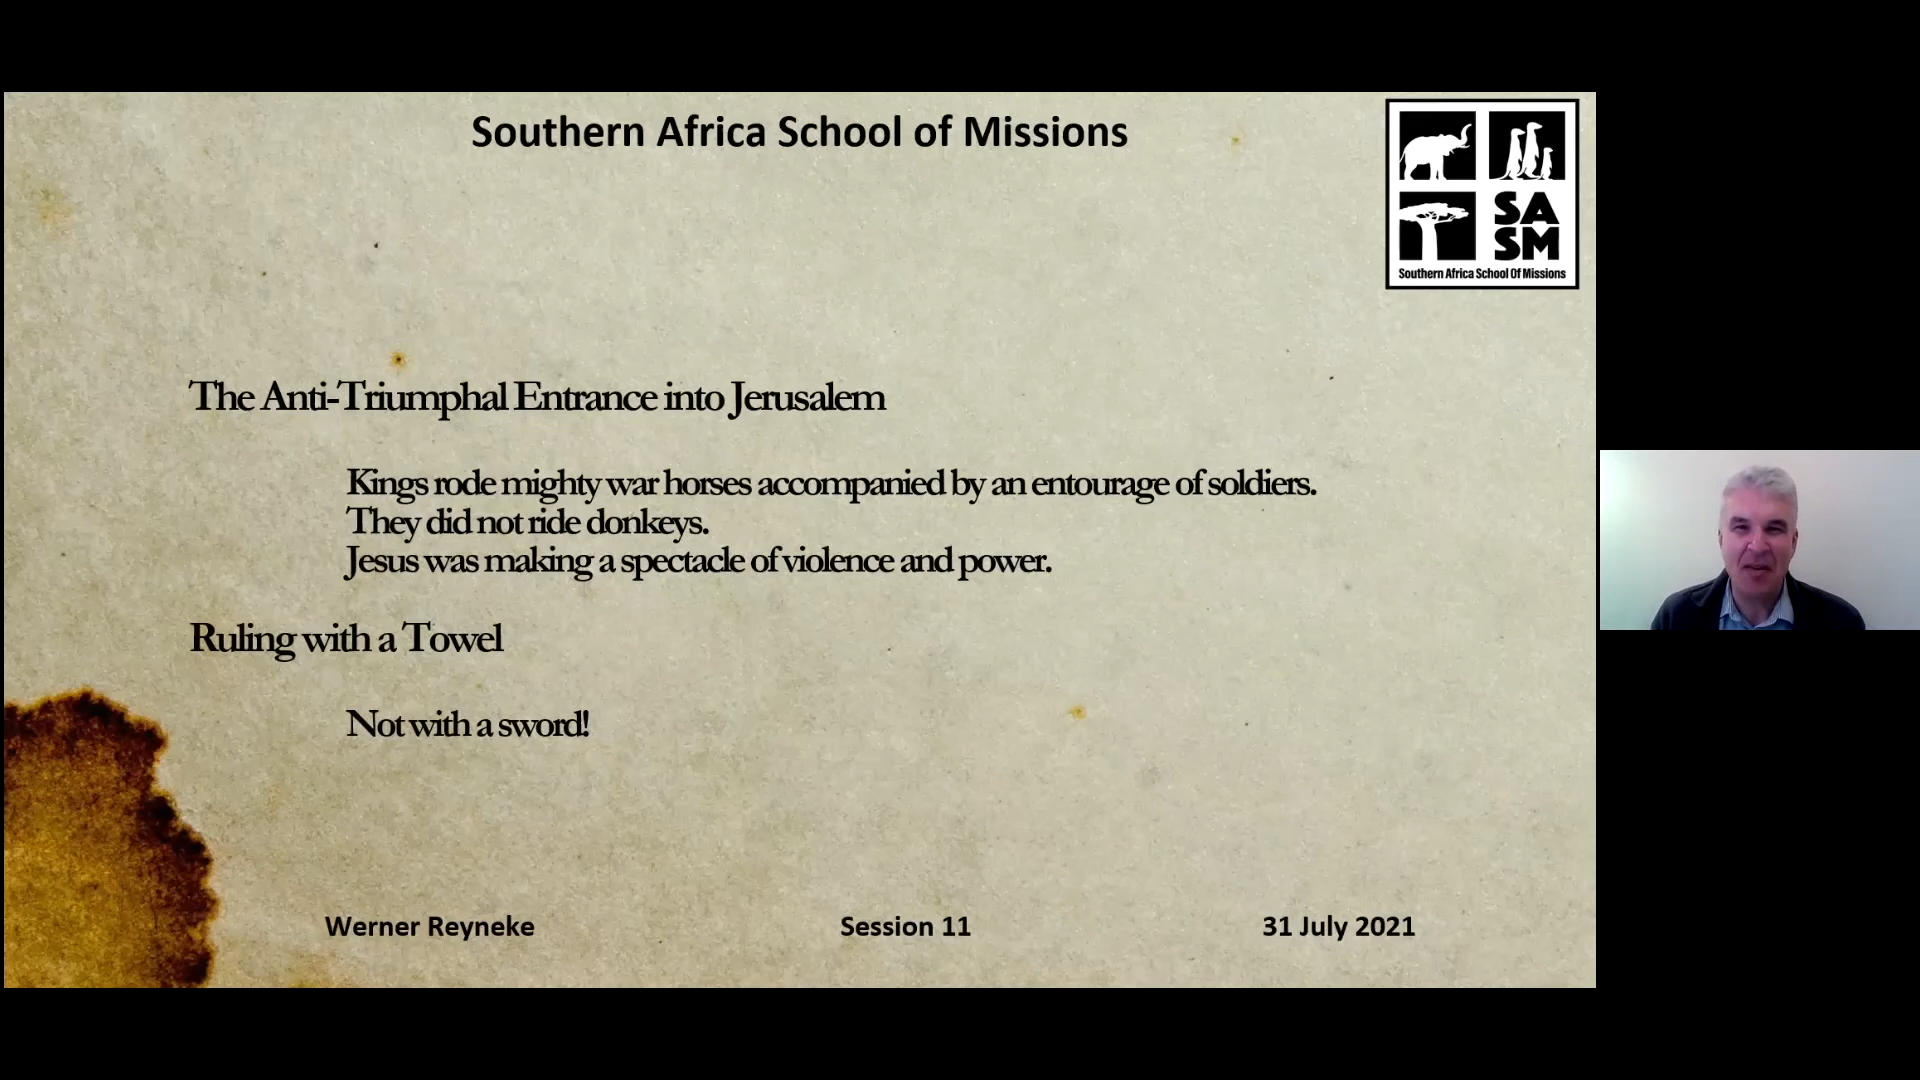 Southern Africa School of Missions
SA
SM
Southern Africa School Of Missions
The Anti-Triumphal Entrance into Jerusalem
Kings rode mighty war horses accompanied by an entourage of soldiers.
They did not ride donkeys.
Jesus was making a spectacle of violence and power.
Ruling with a Towel
Not with a sword!
Werner Reyneke
Session 11
31 July 2021